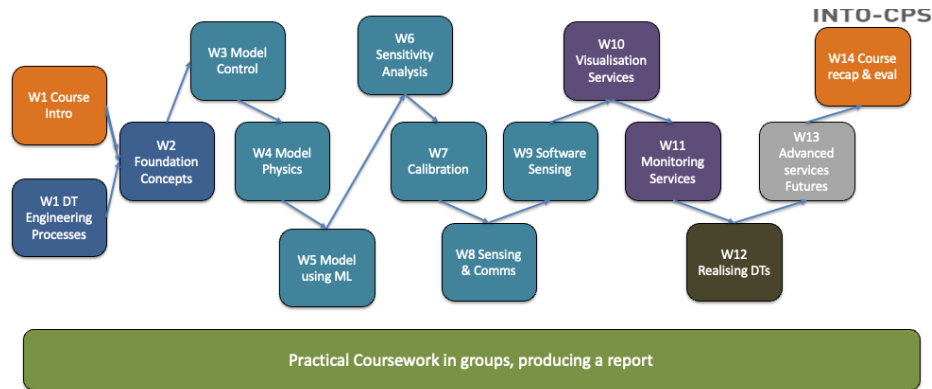 INTO-CPS
W1 Course
Intro
W1 DT
Engineering
Processes
W2
Foundation
Concepts
W3 Model
Control
W4 Model
Physics
W5 Model
using ML
W6
Sensitivity
Analysis
W7
Calibration
W8 Sensing
& Comms
W9 Software
Sensing
W10
Visualisation
Services
W11
Monitoring
Services
W12
Realising DTs
W13
Advanced
services
Futures
W14 Course
recap & eval
Practical Coursework in groups, producing a report